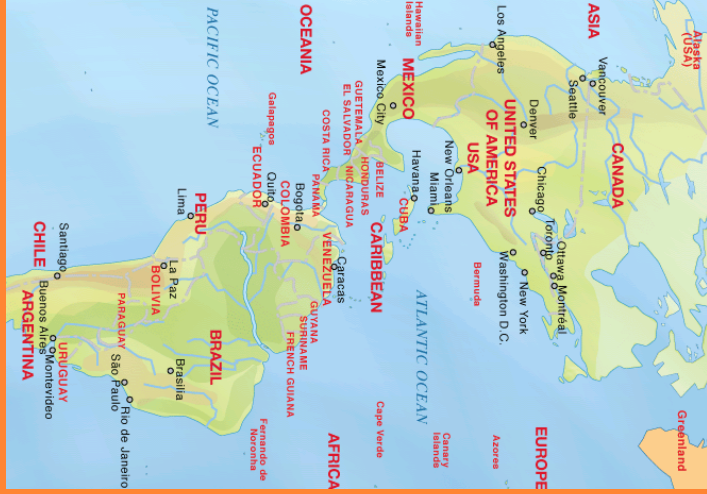 Alaska
(USA)
Greenland
ASIA
CANADA
EUROPE
Vancouver
Seattle
Ottawa
Montréal
Toronto
Chicago
New York
Washington D.C.
Denver
UNITED STATES
OF AMERICA
USA
Los Angeles
New Orleans
Miami
Bermuda
Azores
Canary
Islands
Hawaiian
Islands
MEXICO
Mexico City
Havana
CUBA
CARIBBEAN
ATLANTIC OCEAN
Cape Verde
AFRICA
OCEANIA
GUETEMALA
EL SALVADOR
BELIZE
HONDURAS
NICARAGUA
COSTA RICA
PANAMA
Caracas
VENEZUELA
GUYANA
SURINAME
FRENCH GUIANA
Bogota
COLOMBIA
Quito
ECUADOR
Galapagos
PACIFIC OCEAN
Fernando de
Noronha
PERU
Lima
BRAZIL
Brasilia
La Paz
BOLIVIA
PARAGUAY
São Paulo
Rio de Janeiro
CHILE
Santiago
Buenos Aires
Montevideo
URUGUAY
ARGENTINA